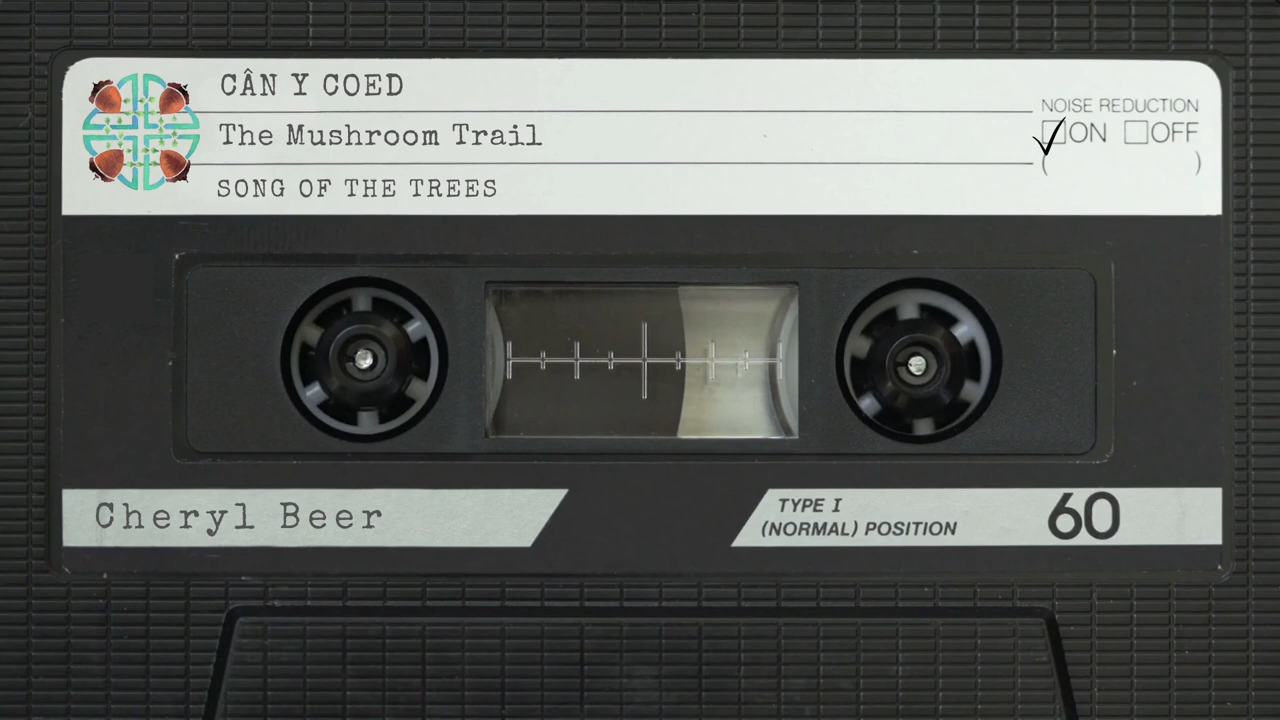 CÂN Y COED
The Mushroom Trail
SONG OF THE TREES
NOISE REDUCTION
ON OFF
( )
Cheryl Beer
TYPE I
(NORMAL) POSITION
60